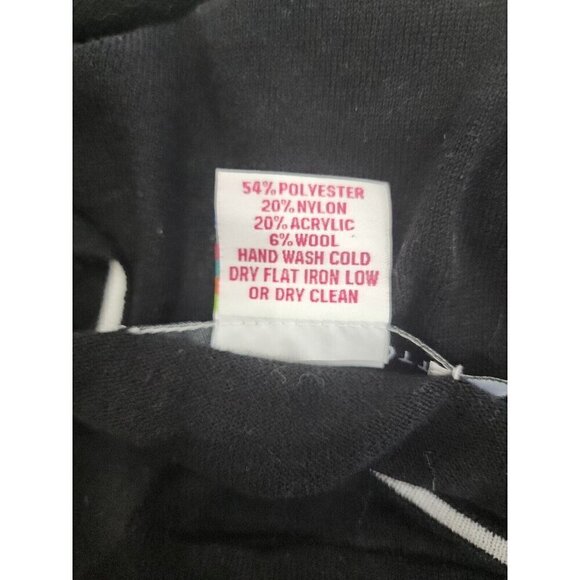 54% POLYESTER
20% NYLON
20% ACRYLIC
6% WOOL
HAND WASH COLD
DRY FLAT IRON LOW
OR DRY CLEAN